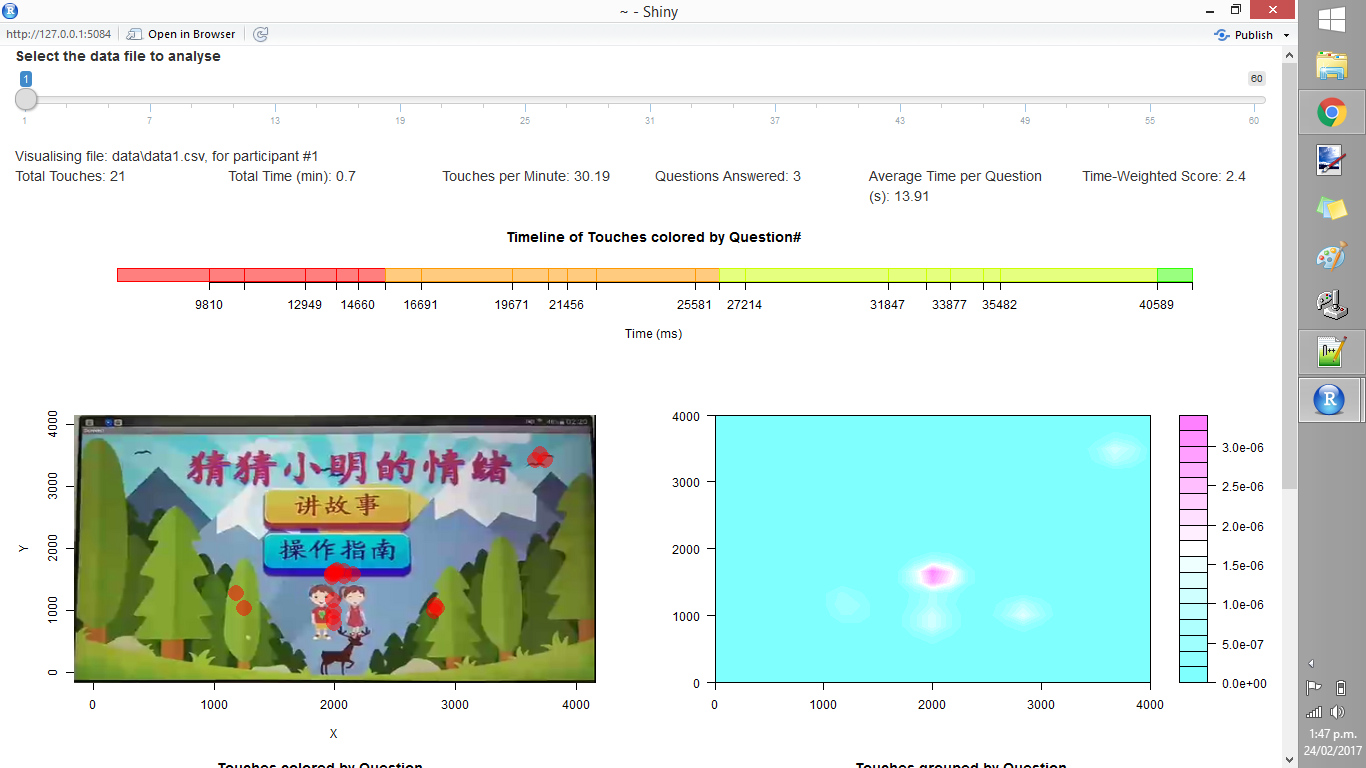 ~ - Shiny
http://127.0.0.1:5084 Open in Browser Publish
Select the data file to analyse
1 60
1 7 13 19 25 31 37 43 49 55 60
Visualising file: data\data1.csv, for participant #1
Total Touches: 21 Total Time (min): 0.7 Touches per Minute: 30.19 Questions Answered: 3 Average Time per Question (s): 13.91 Time-Weighted Score: 2.4
Timeline of Touches colored by Question#
9810 12949 14660 16691 19671 21456 25581 27214 31847 33877 35482 40589
Time (ms)
猜猜小明的情绪
讲故事
操作指南
Y
4000
3000
2000
1000
0
0 1000 2000 3000 4000
X
4000
3000
2000
1000
0
0 1000 2000 3000 4000
3.0e-06
2.5e-06
2.0e-06
1.5e-06
1.0e-06
5.0e-07
0.0e+00
Touches colored by Question
Touches grouped by Question
1:47 p.m.
24/02/2017